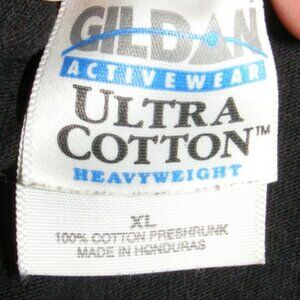 GILDAN
ACTIVEWEAR
ULTRA
COTTON™
HEAVYWEIGHT
XL
100% COTTON PRESHRUNK
MADE IN HONDURAS